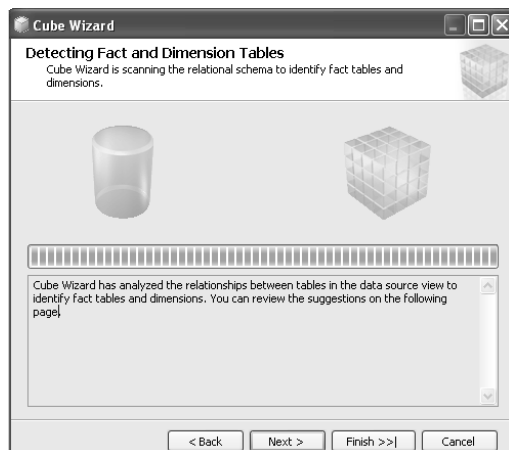 Cube Wizard
Detecting Fact and Dimension Tables
Cube Wizard is scanning the relational schema to identify fact tables and
dimensions.
Cube Wizard has analyzed the relationships between tables in the data source view to
identify fact tables and dimensions. You can review the suggestions on the following
page.
< Back
Next >
Finish >>|
Cancel